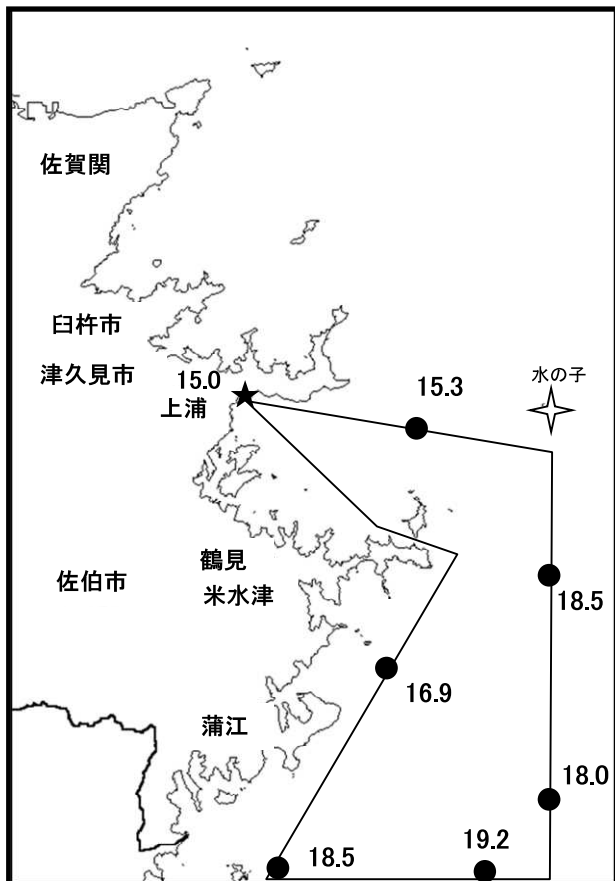 佐賀関
臼杵市
津久見市
15.0
上浦
15.3
水の子
18.5
鶴見
米水津
佐伯市
16.9
蒲江
18.0
18.5
19.2